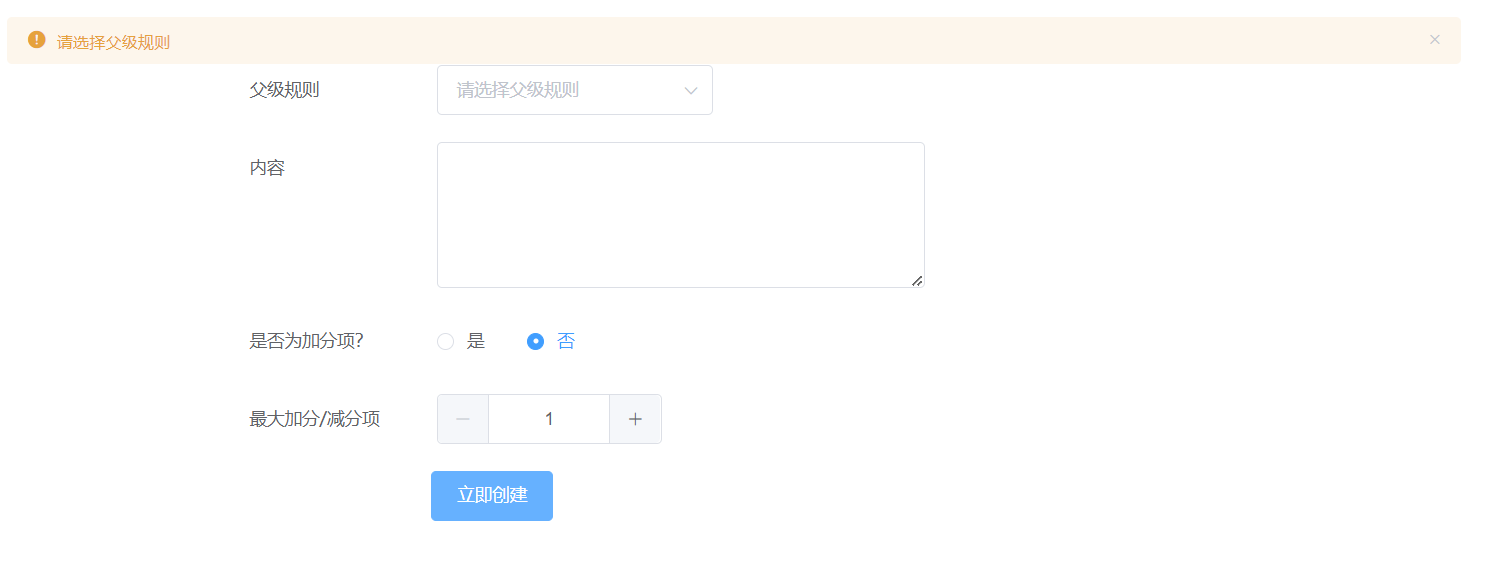 请选择父级规则
父级规则
请选择父级规则
内容
是否为加分项?
是
否
最大加分/减分项
1
立即创建